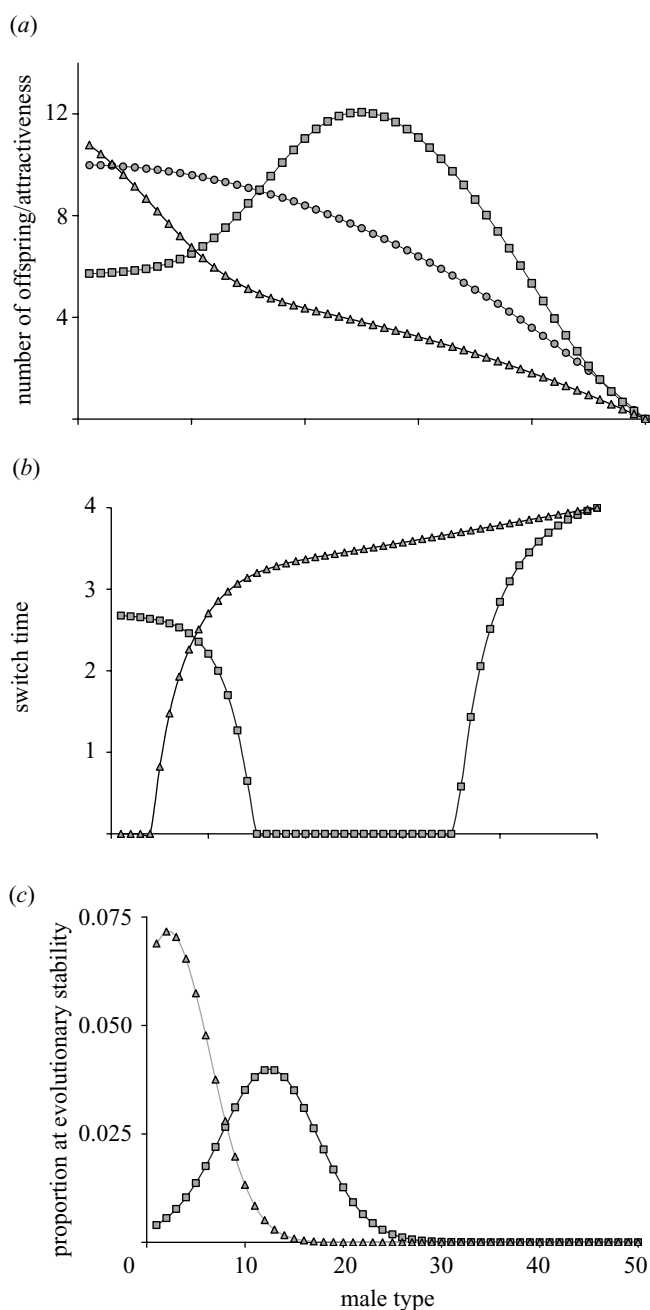 (a)
number of offspring/attractiveness
12
8
4
(b)
switch time
4
3
2
1
(c)
proportion at evolutionary stability
0.075
0.050
0.025
0 10 20 30 40 50
male type